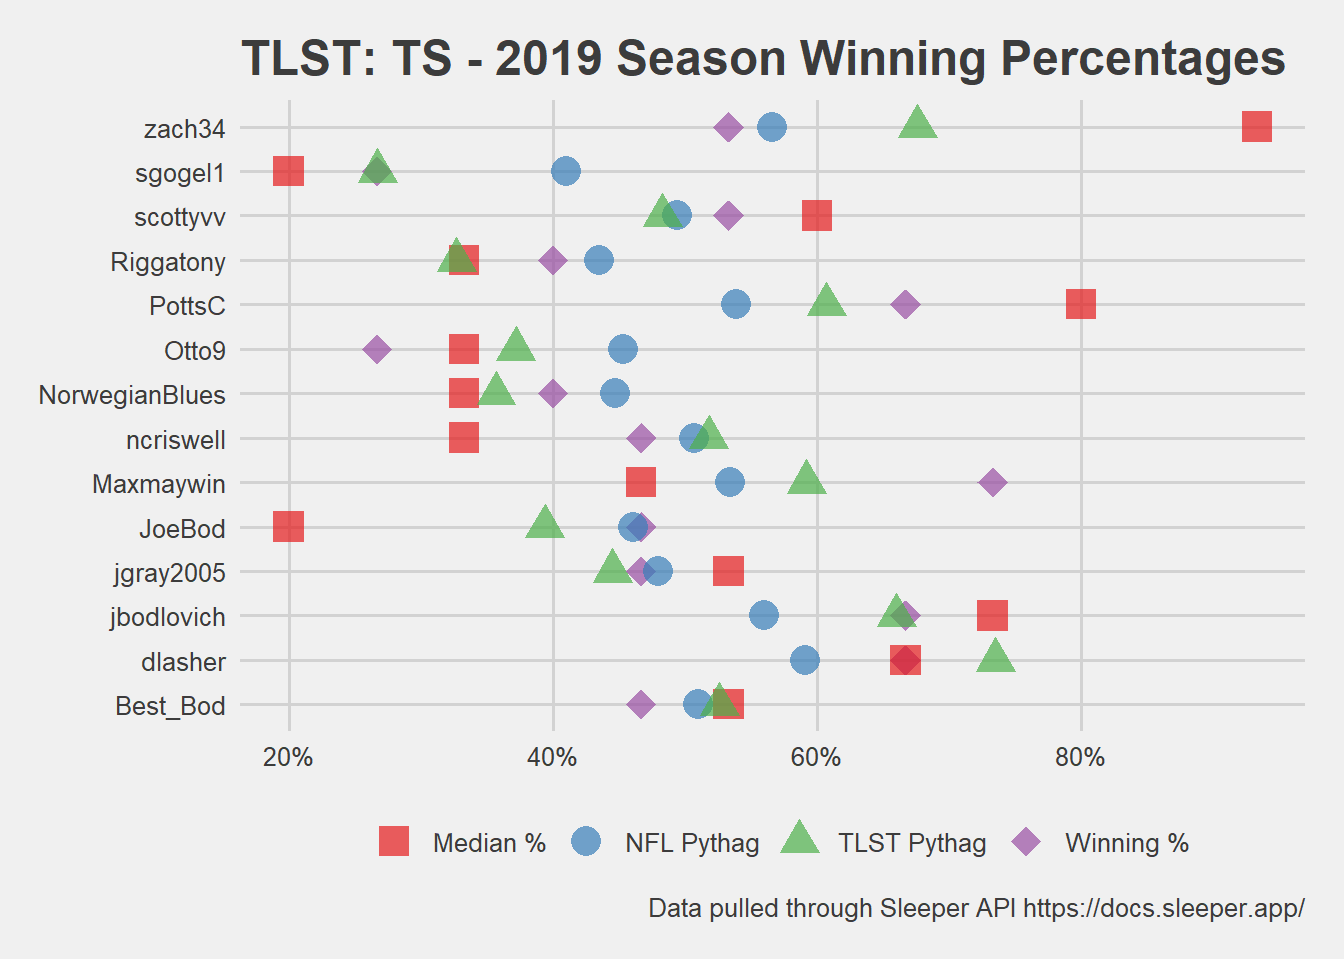 TLST: TS - 2019 Season Winning Percentages
zach34
sgogel1
scottyvv
Riggatony
PottsC
Otto9
NorwegianBlues
ncriswell
Maxmaywin
JoeBod
jgray2005
jbodlovich
dlasher
Best_Bod
20% 40% 60% 80%
Median % NFL Pythag TLST Pythag Winning %
Data pulled through Sleeper API https://docs.sleeper.app/